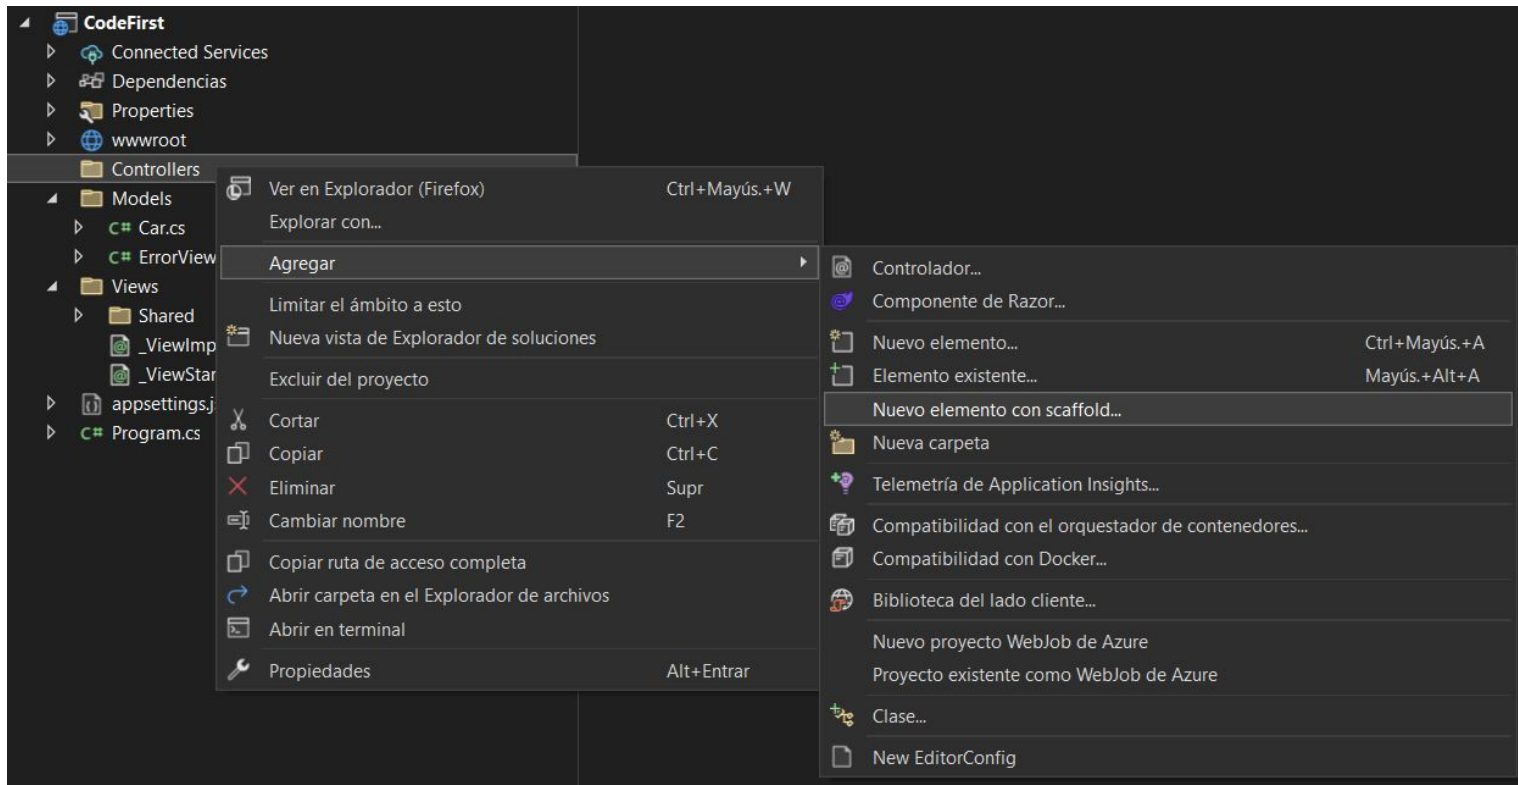 CodeFirst
Connected Services
Dependencias
Properties
wwwroot
Controllers
Models
C# Car.cs
C# ErrorView
Views
Shared
_ViewImp
_ViewStar
appsettings.j
C# Program.cs
Ver en Explorador (Firefox) Ctrl+Mayús.+W
Explorar con...
Agregar
Limitar el ámbito a esto
Nueva vista de Explorador de soluciones
Excluir del proyecto
Cortar Ctrl+X
Copiar Ctrl+C
Eliminar Supr
Cambiar nombre F2
Copiar ruta de acceso completa
Abrir carpeta en el Explorador de archivos
Abrir en terminal
Propiedades Alt+Entrar
Controlador...
Componente de Razor...
Nuevo elemento... Ctrl+Mayús.+A
Elemento existente... Mayús.+Alt+A
Nuevo elemento con scaffold...
Nueva carpeta
Telemetría de Application Insights...
Compatibilidad con el orquestador de contenedores...
Compatibilidad con Docker...
Biblioteca del lado cliente...
Nuevo proyecto WebJob de Azure
Proyecto existente como WebJob de Azure
Clase...
New EditorConfig